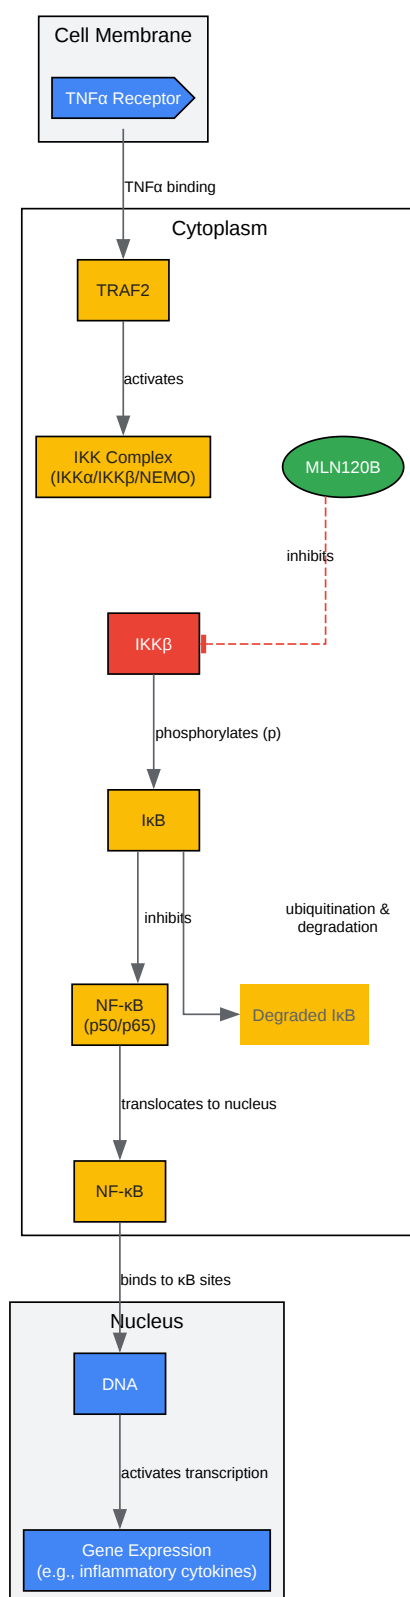 Cell Membrane
TNFα Receptor
TNFα binding
Cytoplasm
TRAF2
activates
IKK Complex
(IKKα/IKKβ/NEMO)
MLN120B
inhibits
IKKβ
phosphorylates (p)
IκB
inhibits
ubiquitination &
degradation
NF-κB
(p50/p65)
Degraded IκB
translocates to nucleus
NF-κB
binds to κB sites
Nucleus
DNA
activates transcription
Gene Expression
(e.g., inflammatory cytokines)